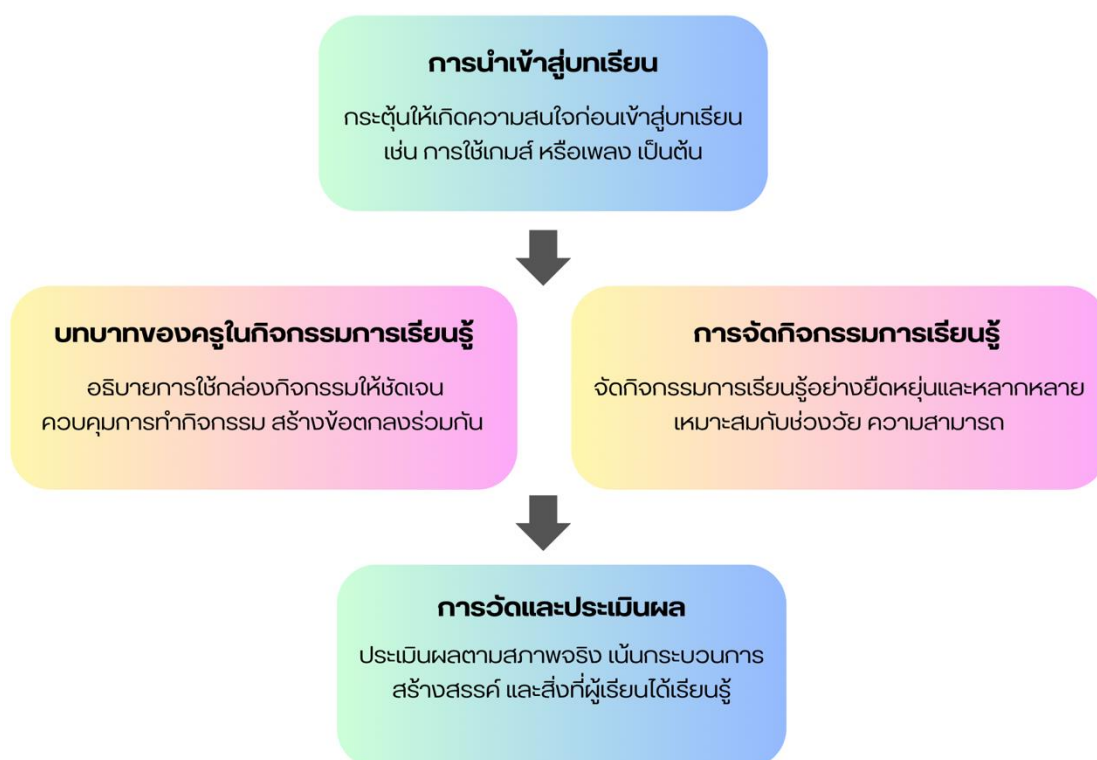 การนำเข้าสู่บทเรียน
กระตุ้นให้เกิดความสนใจก่อนเข้าสู่บทเรียน
เช่น การใช้เกมส์ หรือเพลง เป็นต้น
บทบาทของครูในกิจกรรมการเรียนรู้
อธิบายการใช้กล่องกิจกรรมให้ชัดเจน
ควบคุมการทำกิจกรรม สร้างข้อตกลงร่วมกัน
การจัดกิจกรรมการเรียนรู้
จัดกิจกรรมการเรียนรู้อย่างยืดหยุ่นและหลากหลาย
เหมาะสมกับช่วงวัย ความสามารถ
การวัดและประเมินผล
ประเมินผลตามสภาพจริง เน้นกระบวนการ
สร้างสรรค์ และสิ่งที่ผู้เรียนได้เรียนรู้